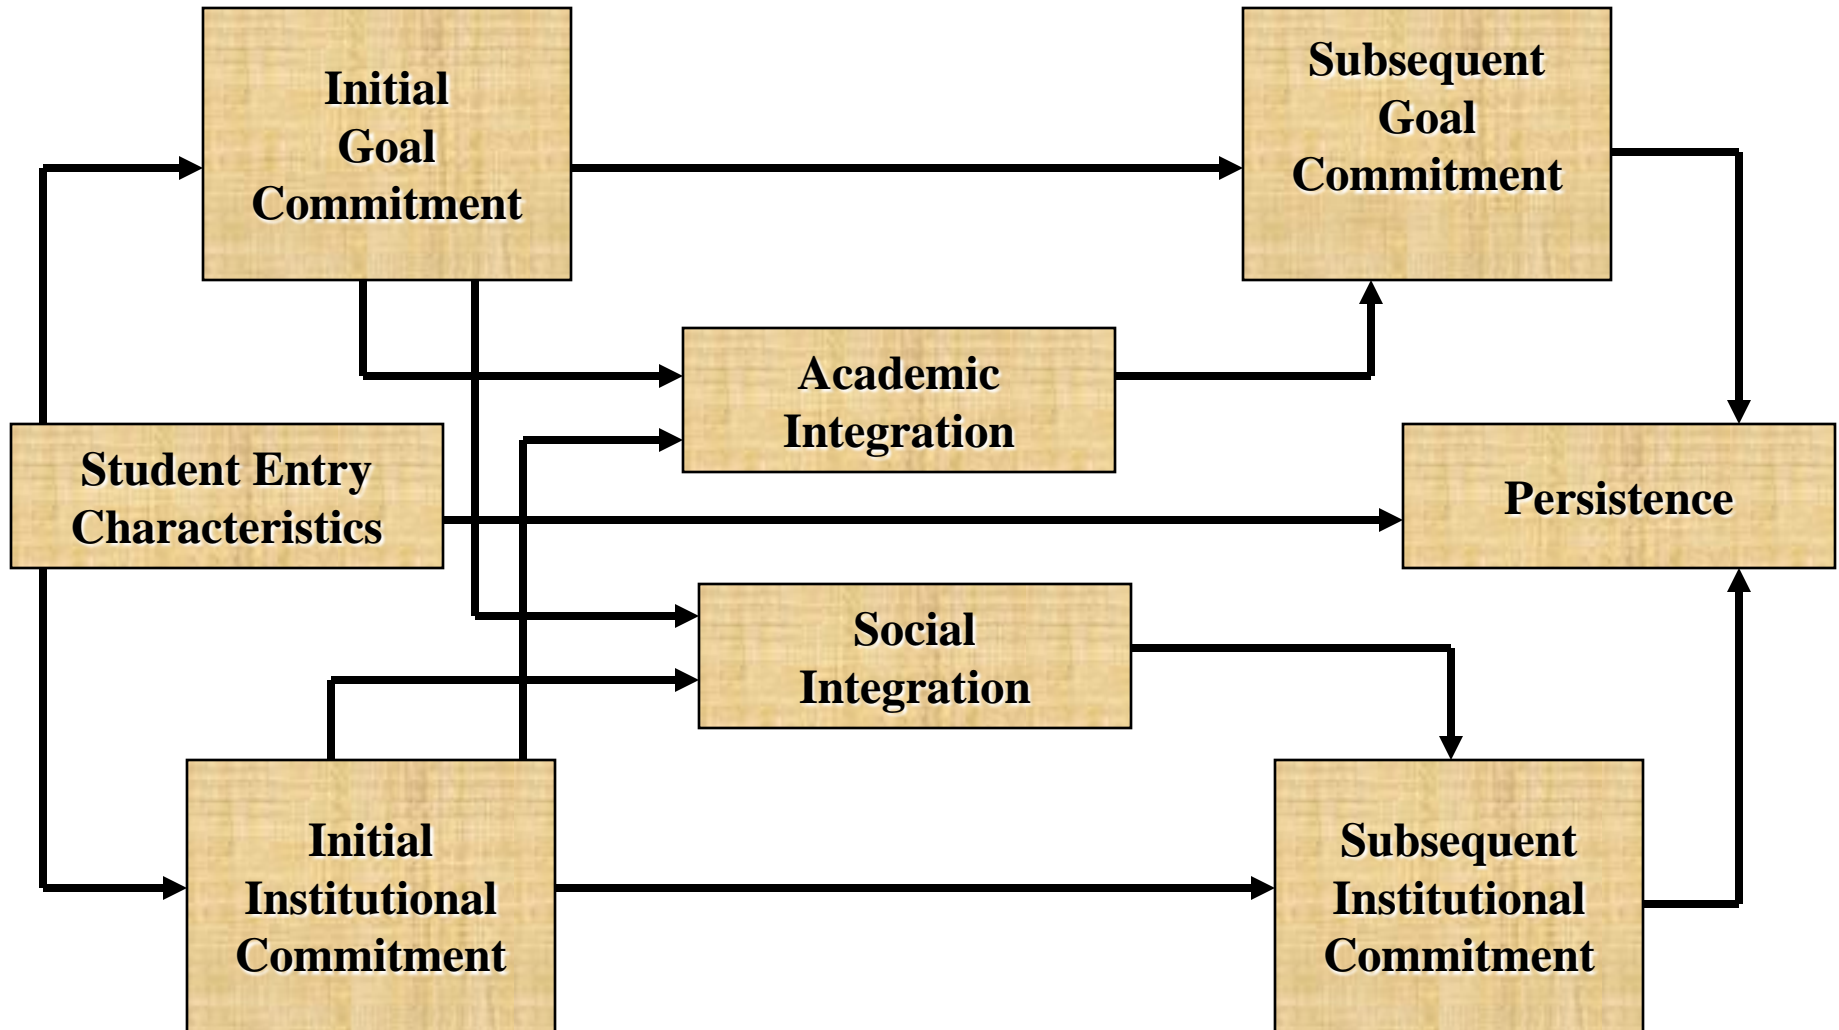 Initial
Goal
Commitment
Subsequent
Goal
Commitment
Academic
Integration
Student Entry
Characteristics
Persistence
Social
Integration
Initial
Institutional
Commitment
Subsequent
Institutional
Commitment